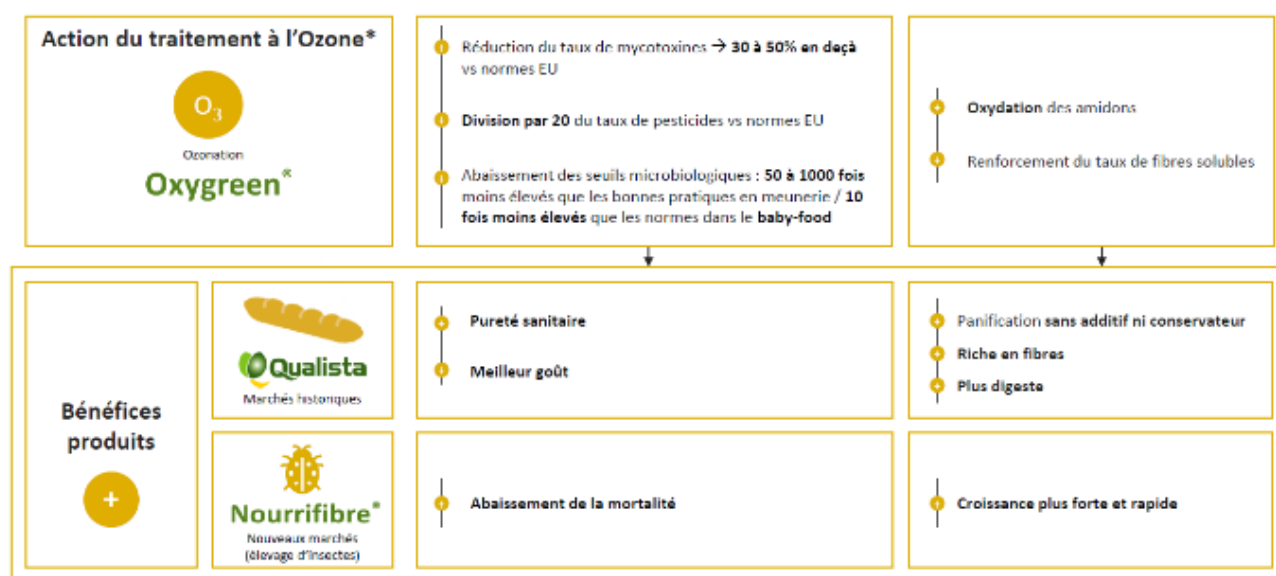 Action du traitement à l'Ozone*
O₃
Ozonation
Oxygreen®
Réduction du taux de mycotoxines → 30 à 50% en deçà
vs normes EU
Division par 20 du taux de pesticides vs normes EU
Abaissement des seuils microbiologiques : 50 à 1000 fois
moins élevés que les bonnes pratiques en meunerie / 10
fois moins élevés que les normes dans le baby-food
Oxydation des amidons
Renforcement du taux de fibres solubles
Bénéfices
produits
+
Qualista
Marchés historiques
Pureté sanitaire
Meilleur goût
Panification sans additif ni conservateur
Riche en fibres
Plus digeste
Nourrifibre®
Nouveaux marchés
(élevage d'insectes)
Abaissement de la mortalité
Croissance plus forte et rapide